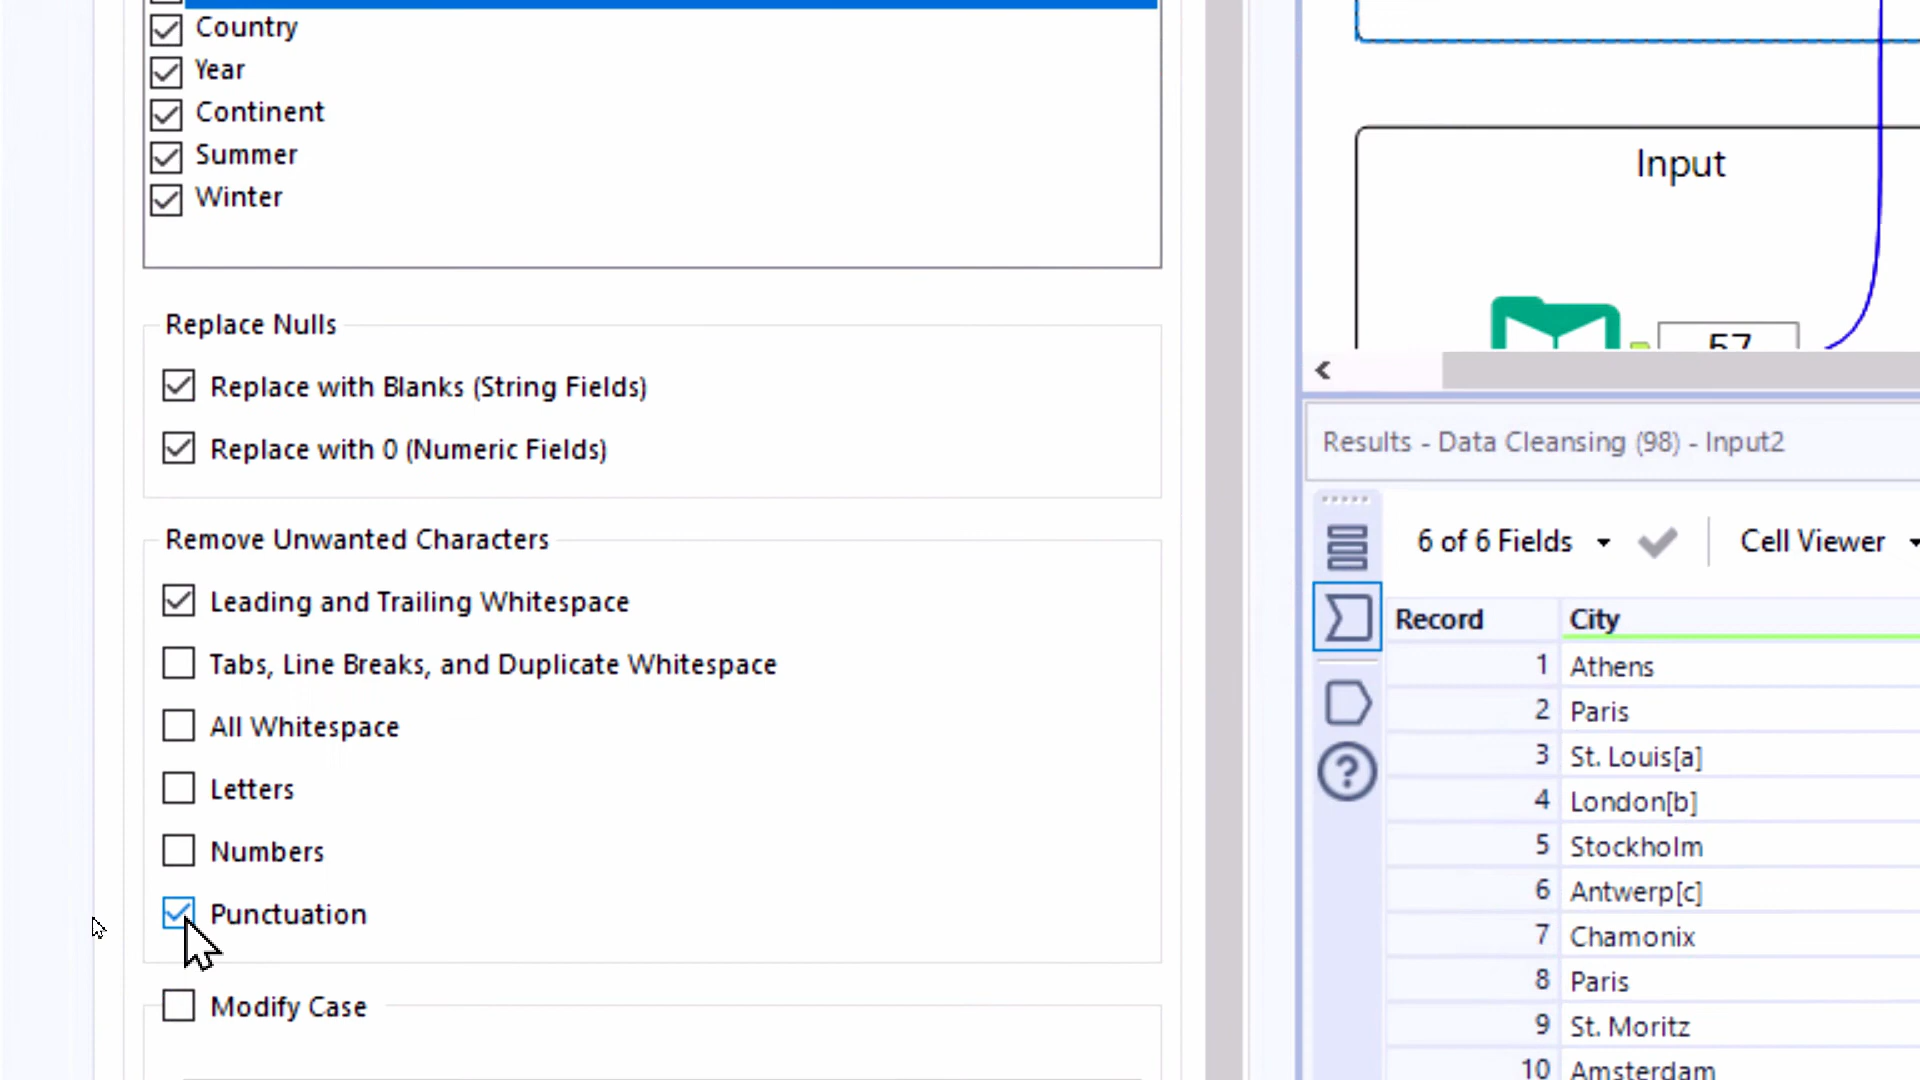 Country
Year
Continent
Summer
Winter
Replace Nulls
Replace with Blanks (String Fields)
Replace with 0 (Numeric Fields)
Remove Unwanted Characters
Leading and Trailing Whitespace
Tabs, Line Breaks, and Duplicate Whitespace
All Whitespace
Letters
Numbers
Punctuation
Modify Case
Input
57
Results - Data Cleansing (98) - Input2
6 of 6 Fields Cell Viewer
Record City
1 Athens
2 Paris
3 St. Louis[a]
4 London[b]
5 Stockholm
6 Antwerp[c]
7 Chamonix
8 Paris
9 St. Moritz
10 Amsterdam